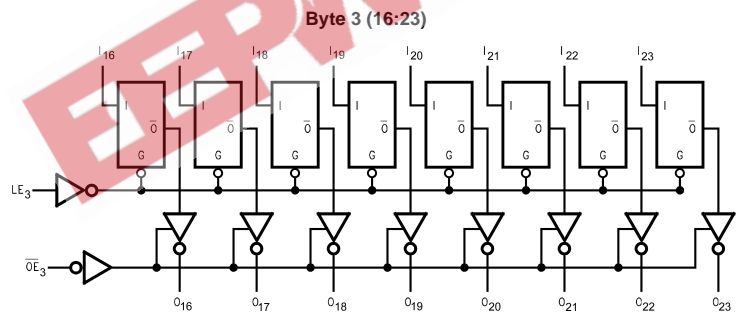 Byte 3 (16:23)
I16 I17 I18 I19 I20 I21 I22 I23
I I I I I I I I
O̅ O̅ O̅ O̅ O̅ O̅ O̅ O̅
G G G G G G G G
LE3
O̅E̅3
O16 O17 O18 O19 O20 O21 O22 O23